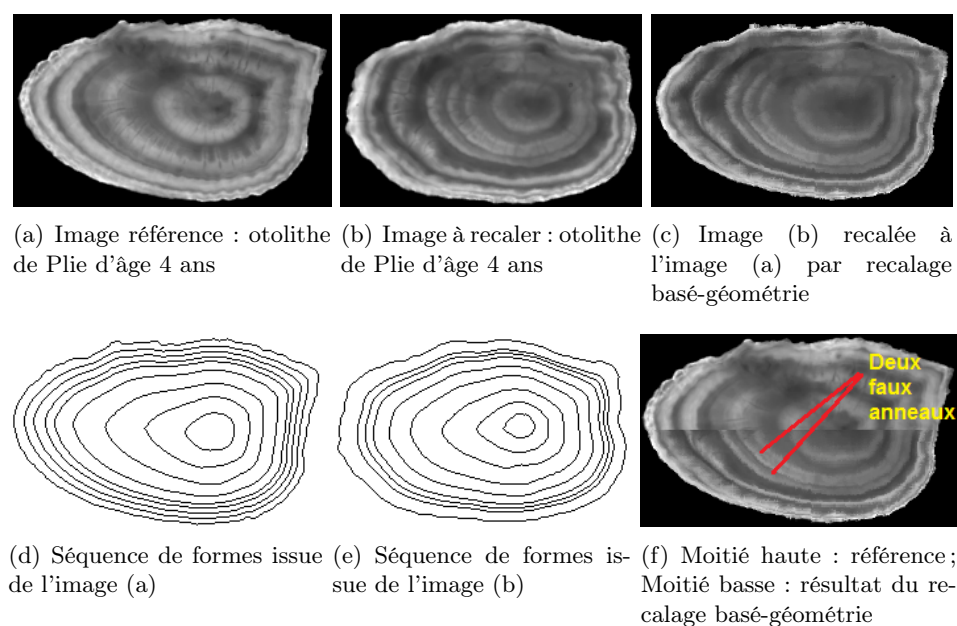 (a) Image référence : otolithe
de Plie d'âge 4 ans
(b) Image à recaler : otolithe
de Plie d'âge 4 ans
(c) Image (b) recalée à
l'image (a) par recalage
basé-géométrie
Deux
faux
anneaux
(d) Séquence de formes issue
de l'image (a)
(e) Séquence de formes is-
sue de l'image (b)
(f) Moitié haute : référence ;
Moitié basse : résultat du re-
calage basé-géométrie